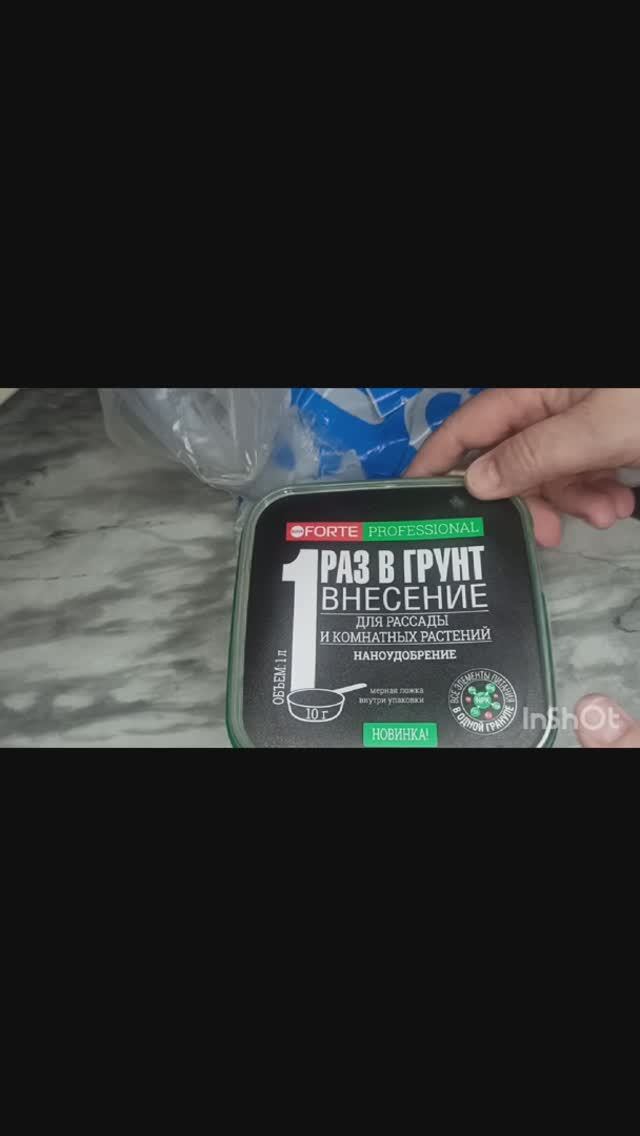 FORTE PROFESSIONAL
1 РАЗ В ГРУНТ
ВНЕСЕНИЕ
ДЛЯ РАССАДЫ
И КОМНАТНЫХ РАСТЕНИЙ
НАНОУДОБРЕНИЕ
ОБЪЕМ: 1 л
мерная ложка
внутри упаковки
10 г
ВСЕ ЭЛЕМЕНТЫ ПИТАНИЯ
В ОДНОЙ ГРАНУЛЕ
NPK
НОВИНКА!
InShOt